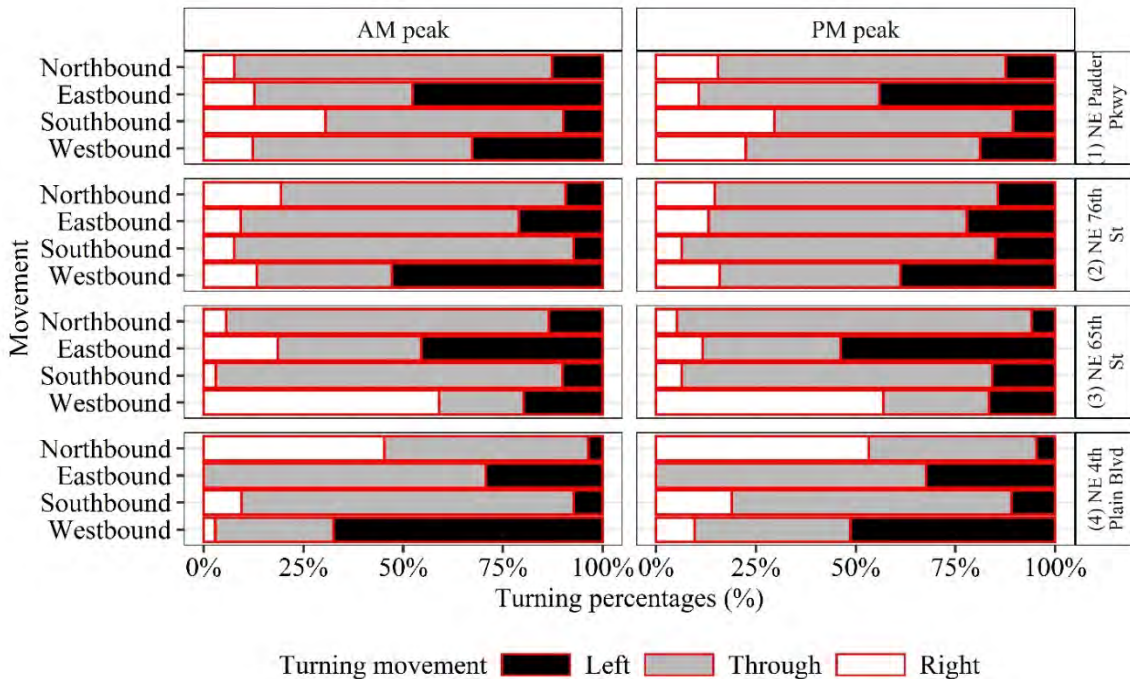 AM peak
PM peak
Movement
Northbound
Eastbound
Southbound
Westbound
(1) NE Padden
Pkwy
Northbound
Eastbound
Southbound
Westbound
(2) NE 76th
St
Northbound
Eastbound
Southbound
Westbound
(3) NE 65th
St
Northbound
Eastbound
Southbound
Westbound
(4) NE 4th
Plain Blvd
0% 25% 50% 75% 100%
0% 25% 50% 75% 100%
Turning percentages (%)
Turning movement Left Through Right